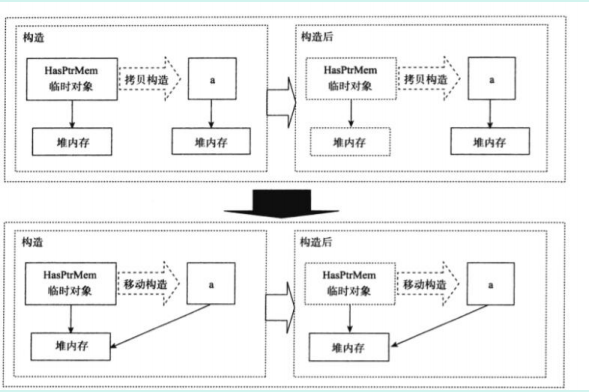 构造
HasPtrMem
临时对象
拷贝构造
a
堆内存
堆内存
构造后
HasPtrMem
临时对象
拷贝构造
a
堆内存
堆内存
构造
HasPtrMem
临时对象
移动构造
a
堆内存
构造后
HasPtrMem
临时对象
移动构造
a
堆内存